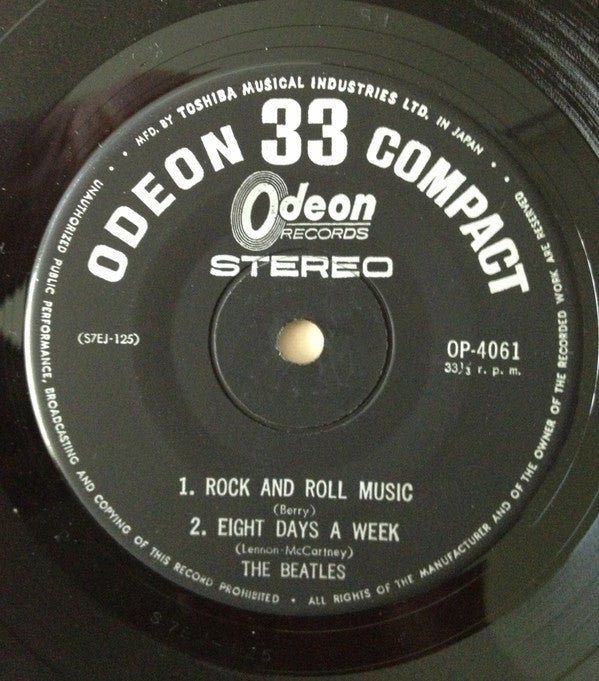 MFD. BY TOSHIBA MUSICAL INDUSTRIES LTD. IN JAPAN
ODEON 33 COMPACT
Odeon
RECORDS
STEREO
(S7EJ-125)
OP-4061
33⅓ r. p. m.
1. ROCK AND ROLL MUSIC
(Berry)
2. EIGHT DAYS A WEEK
(Lennon-McCartney)
THE BEATLES
UNAUTHORIZED PUBLIC PERFORMANCE, BROADCASTING AND COPYING OF THIS RECORD PROHIBITED • ALL RIGHTS OF THE MANUFACTURER AND OF THE OWNER OF THE RECORDED WORK ARE RESERVED